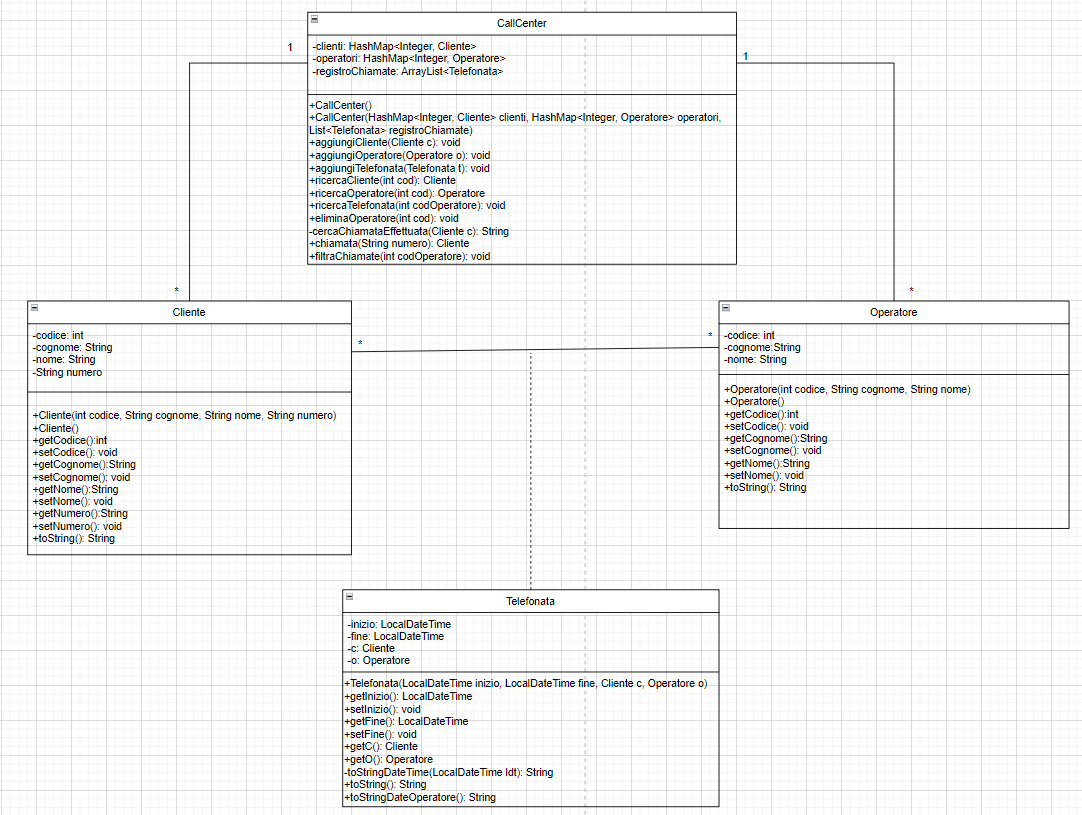 CallCenter
-clienti: HashMap<Integer, Cliente>
-operatori: HashMap<Integer, Operatore>
-registroChiamate: ArrayList<Telefonata>
+CallCenter()
+CallCenter(HashMap<Integer, Cliente> clienti, HashMap<Integer, Operatore> operatori,
List<Telefonata> registroChiamate)
+aggiungiCliente(Cliente c): void
+aggiungiOperatore(Operatore o): void
+aggiungiTelefonata(Telefonata t): void
+ricercaCliente(int cod): Cliente
+ricercaOperatore(int cod): Operatore
+ricercaTelefonata(int codOperatore): void
+eliminaOperatore(int cod): void
-cercaChiamataEffettuata(Cliente c): String
+chiamata(String numero): Cliente
+filtraChiamate(int codOperatore): void
1
1
*
*
Cliente
-codice: int
-cognome: String
-nome: String
-String numero
+Cliente(int codice, String cognome, String nome, String numero)
+Cliente()
+getCodice():int
+setCodice(): void
+getCognome():String
+setCognome(): void
+getNome():String
+setNome(): void
+getNumero():String
+setNumero(): void
+toString(): String
*
*
Operatore
-codice: int
-cognome:String
-nome: String
+Operatore(int codice, String cognome, String nome)
+Operatore()
+getCodice():int
+setCodice(): void
+getCognome():String
+setCognome(): void
+getNome():String
+setNome(): void
+toString(): String
Telefonata
-inizio: LocalDateTime
-fine: LocalDateTime
-c: Cliente
-o: Operatore
+Telefonata(LocalDateTime inizio, LocalDateTime fine, Cliente c, Operatore o)
+getInizio(): LocalDateTime
+setInizio(): void
+getFine(): LocalDateTime
+setFine(): void
+getC(): Cliente
+getO(): Operatore
-toStringDateTime(LocalDateTime ldt): String
+toString(): String
+toStringDateOperatore(): String